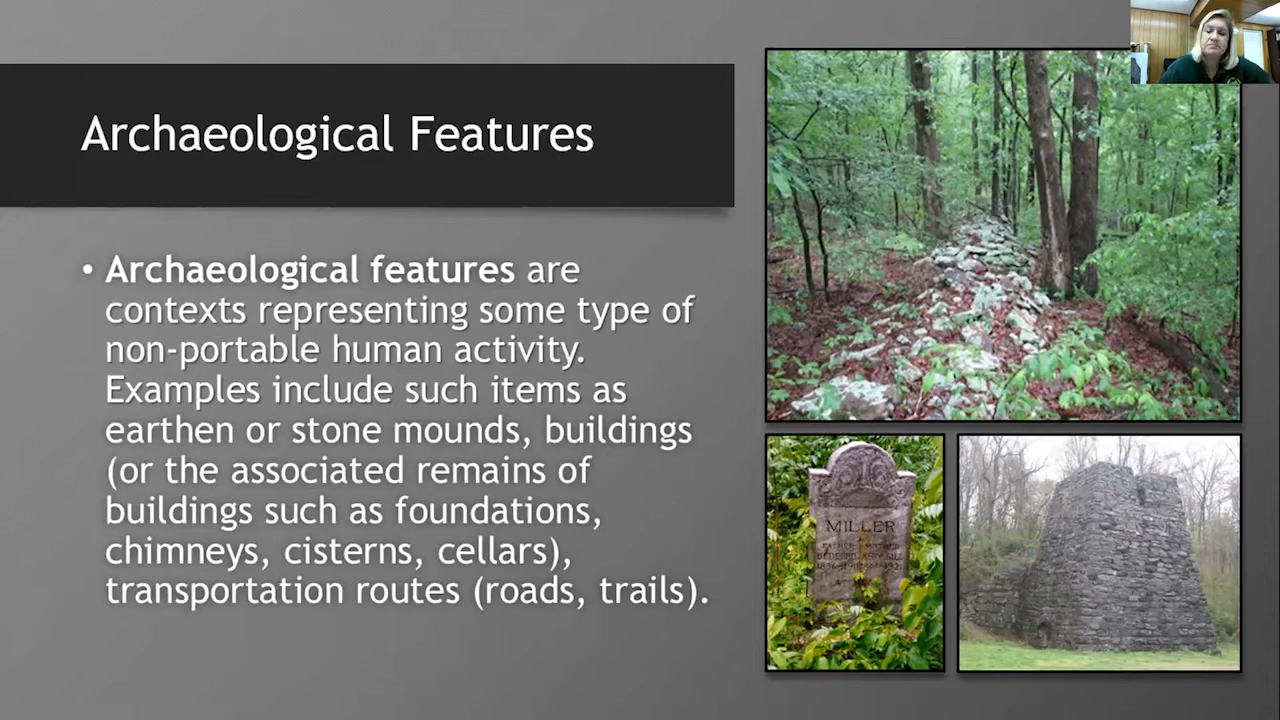 Archaeological Features
• Archaeological features are
contexts representing some type of
non-portable human activity.
Examples include such items as
earthen or stone mounds, buildings
(or the associated remains of
buildings such as foundations,
chimneys, cisterns, cellars),
transportation routes (roads, trails).
MILLER